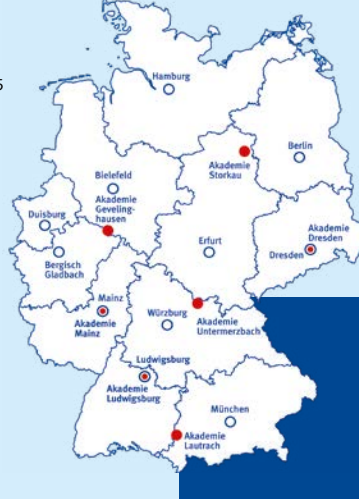 5
Hamburg
Berlin
Akademie
Storkau
Bielefeld
Akademie
Geveling-
hausen
Duisburg
Bergisch
Gladbach
Erfurt
Akademie
Dresden
Dresden
Mainz
Akademie
Mainz
Würzburg
Akademie
Untermerzbach
Ludwigsburg
Akademie
Ludwigsburg
München
Akademie
Lautrach